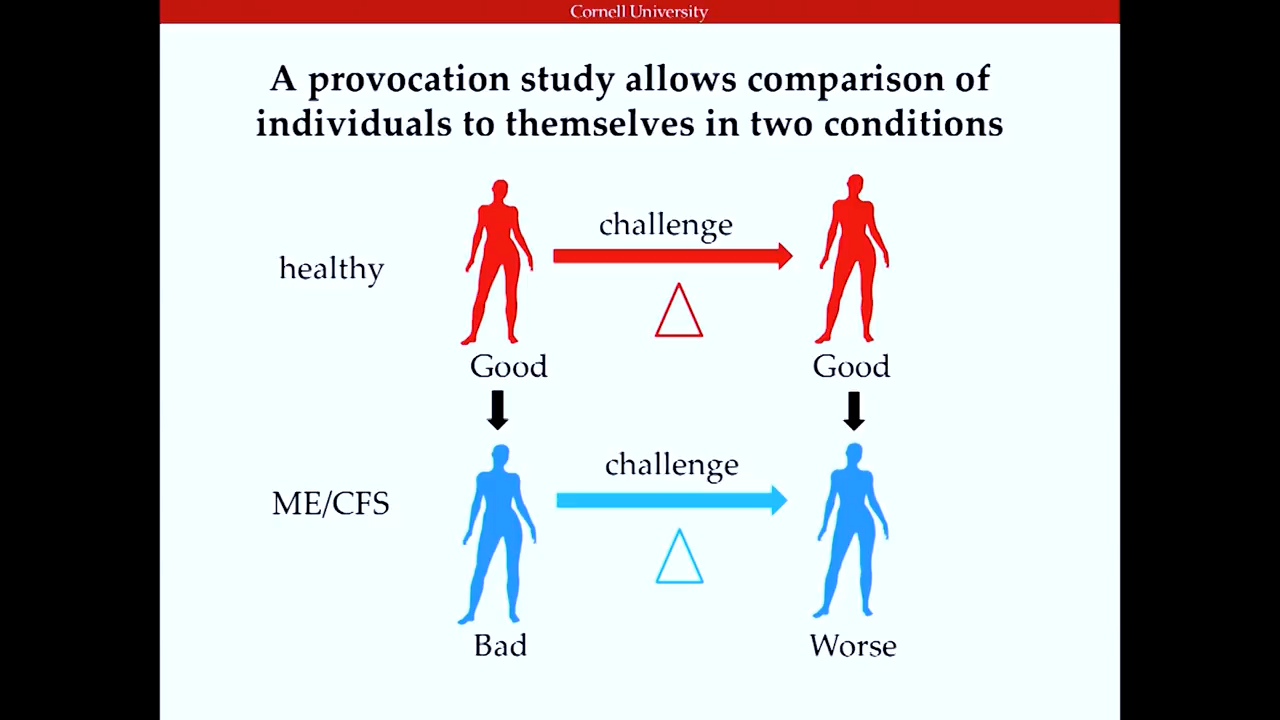 Cornell University
A provocation study allows comparison of
individuals to themselves in two conditions
challenge
healthy
Good
Good
challenge
ME/CFS
Bad
Worse